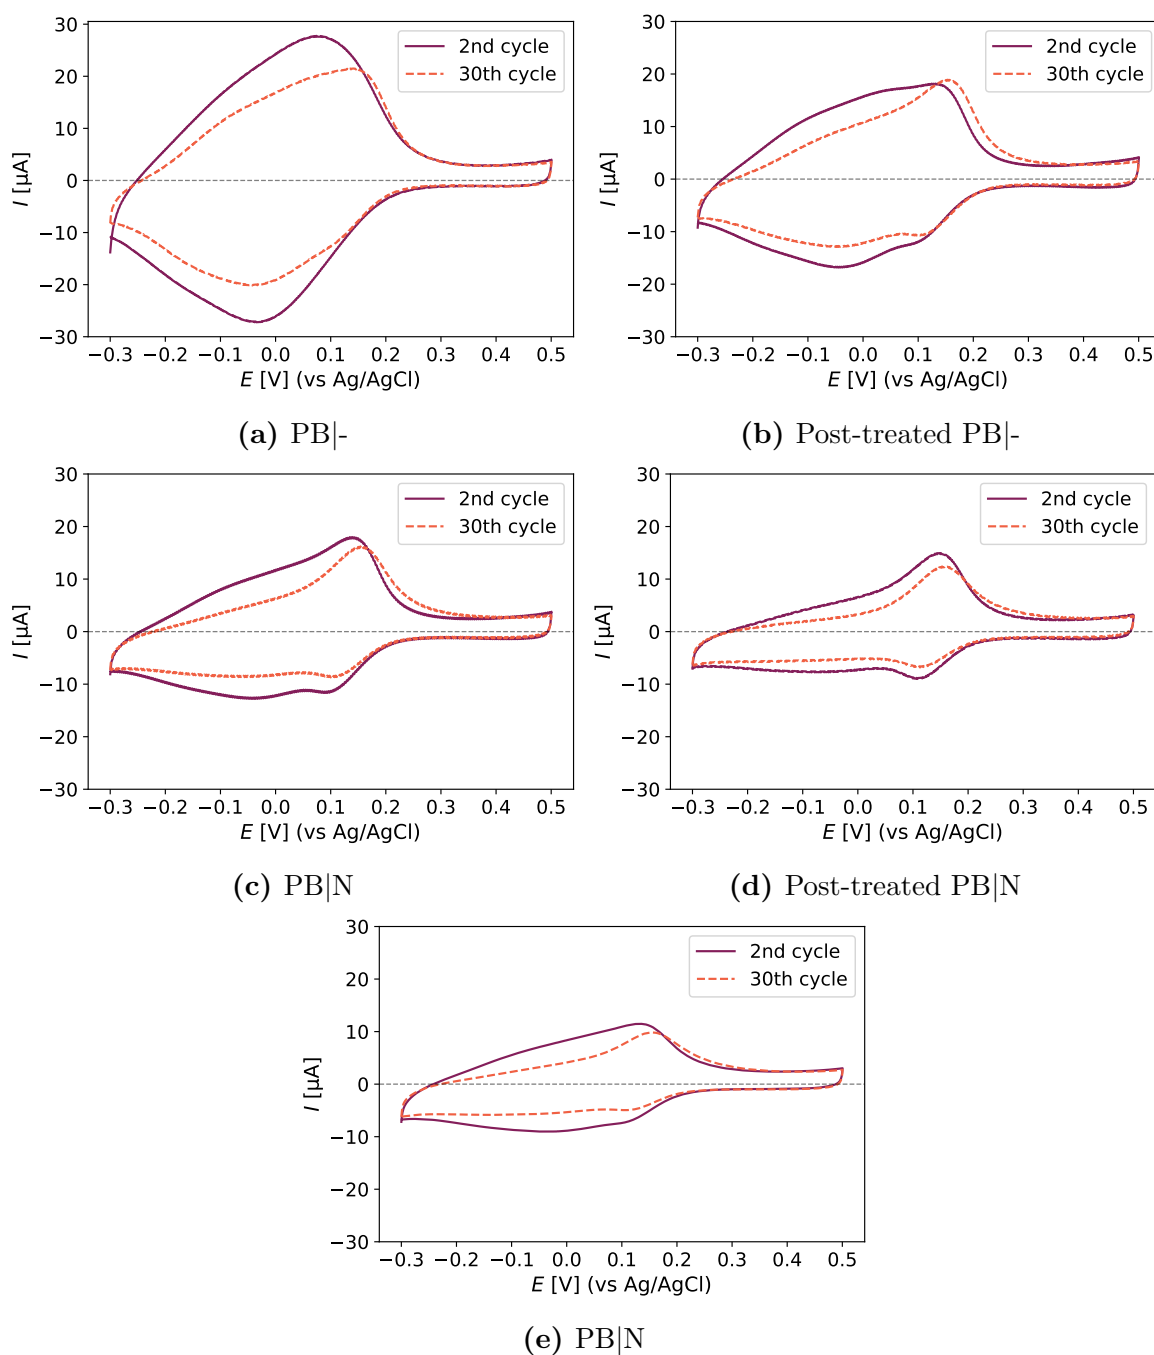 30
20
10
0
−10
−20
−30
I [µA]
2nd cycle
30th cycle
−0.3 −0.2 −0.1 0.0 0.1 0.2 0.3 0.4 0.5
E [V] (vs Ag/AgCl)
(a) PB|-
30
20
10
0
−10
−20
−30
I [µA]
2nd cycle
30th cycle
−0.3 −0.2 −0.1 0.0 0.1 0.2 0.3 0.4 0.5
E [V] (vs Ag/AgCl)
(b) Post-treated PB|-
30
20
10
0
−10
−20
−30
I [µA]
2nd cycle
30th cycle
−0.3 −0.2 −0.1 0.0 0.1 0.2 0.3 0.4 0.5
E [V] (vs Ag/AgCl)
(c) PB|N
30
20
10
0
−10
−20
−30
I [µA]
2nd cycle
30th cycle
−0.3 −0.2 −0.1 0.0 0.1 0.2 0.3 0.4 0.5
E [V] (vs Ag/AgCl)
(d) Post-treated PB|N
30
20
10
0
−10
−20
−30
I [µA]
2nd cycle
30th cycle
−0.3 −0.2 −0.1 0.0 0.1 0.2 0.3 0.4 0.5
E [V] (vs Ag/AgCl)
(e) PB|N